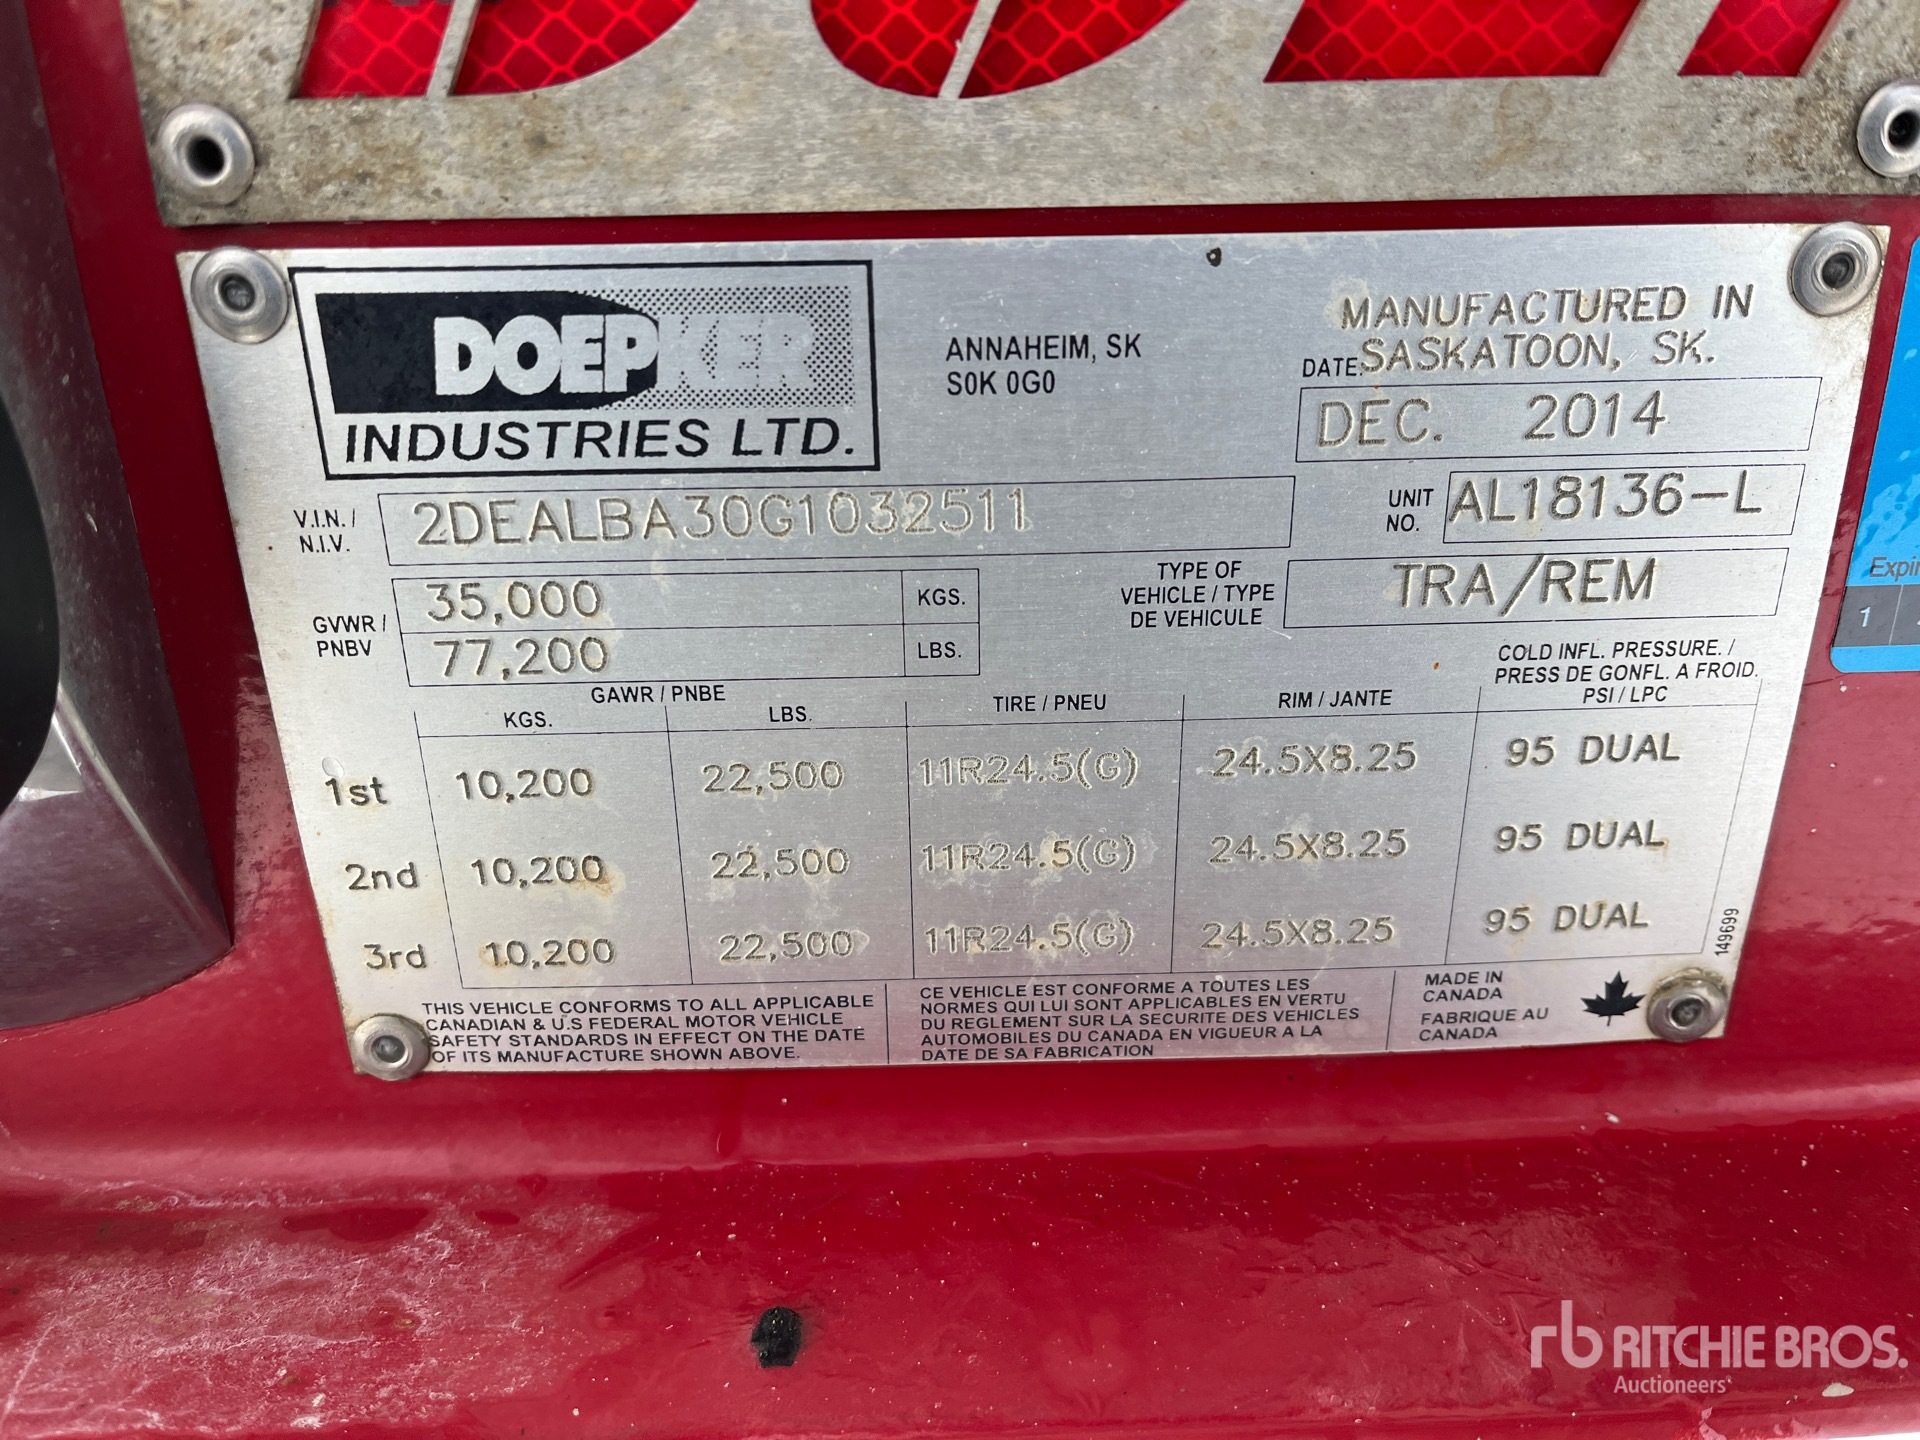 DOEPKER
INDUSTRIES LTD.
ANNAHEIM, SK
S0K 0G0
MANUFACTURED IN
DATE: SASKATOON, SK.
DEC. 2014
V.I.N. /
N.I.V.
2DEALBA30G1032511
UNIT
NO.
AL18136-L
GVWR /
PNBV
35,000 KGS.
77,200 LBS.
TYPE OF
VEHICLE / TYPE
DE VEHICULE
TRA/REM
COLD INFL. PRESSURE. /
PRESS DE GONFL. A FROID.
PSI / LPC
GAWR / PNBE
KGS. LBS. TIRE / PNEU RIM / JANTE
1st 10,200 22,500 11R24.5(G) 24.5X8.25 95 DUAL
2nd 10,200 22,500 11R24.5(G) 24.5X8.25 95 DUAL
3rd 10,200 22,500 11R24.5(G) 24.5X8.25 95 DUAL
149699
THIS VEHICLE CONFORMS TO ALL APPLICABLE
CANADIAN & U.S FEDERAL MOTOR VEHICLE
SAFETY STANDARDS IN EFFECT ON THE DATE
OF ITS MANUFACTURE SHOWN ABOVE.
CE VEHICLE EST CONFORME A TOUTES LES
NORMES QUI LUI SONT APPLICABLES EN VERTU
DU REGLEMENT SUR LA SECURITE DES VEHICLES
AUTOMOBILES DU CANADA EN VIGUEUR A LA
DATE DE SA FABRICATION
MADE IN
CANADA
FABRIQUE AU
CANADA
1
rb RITCHIE BROS.
Auctioneers